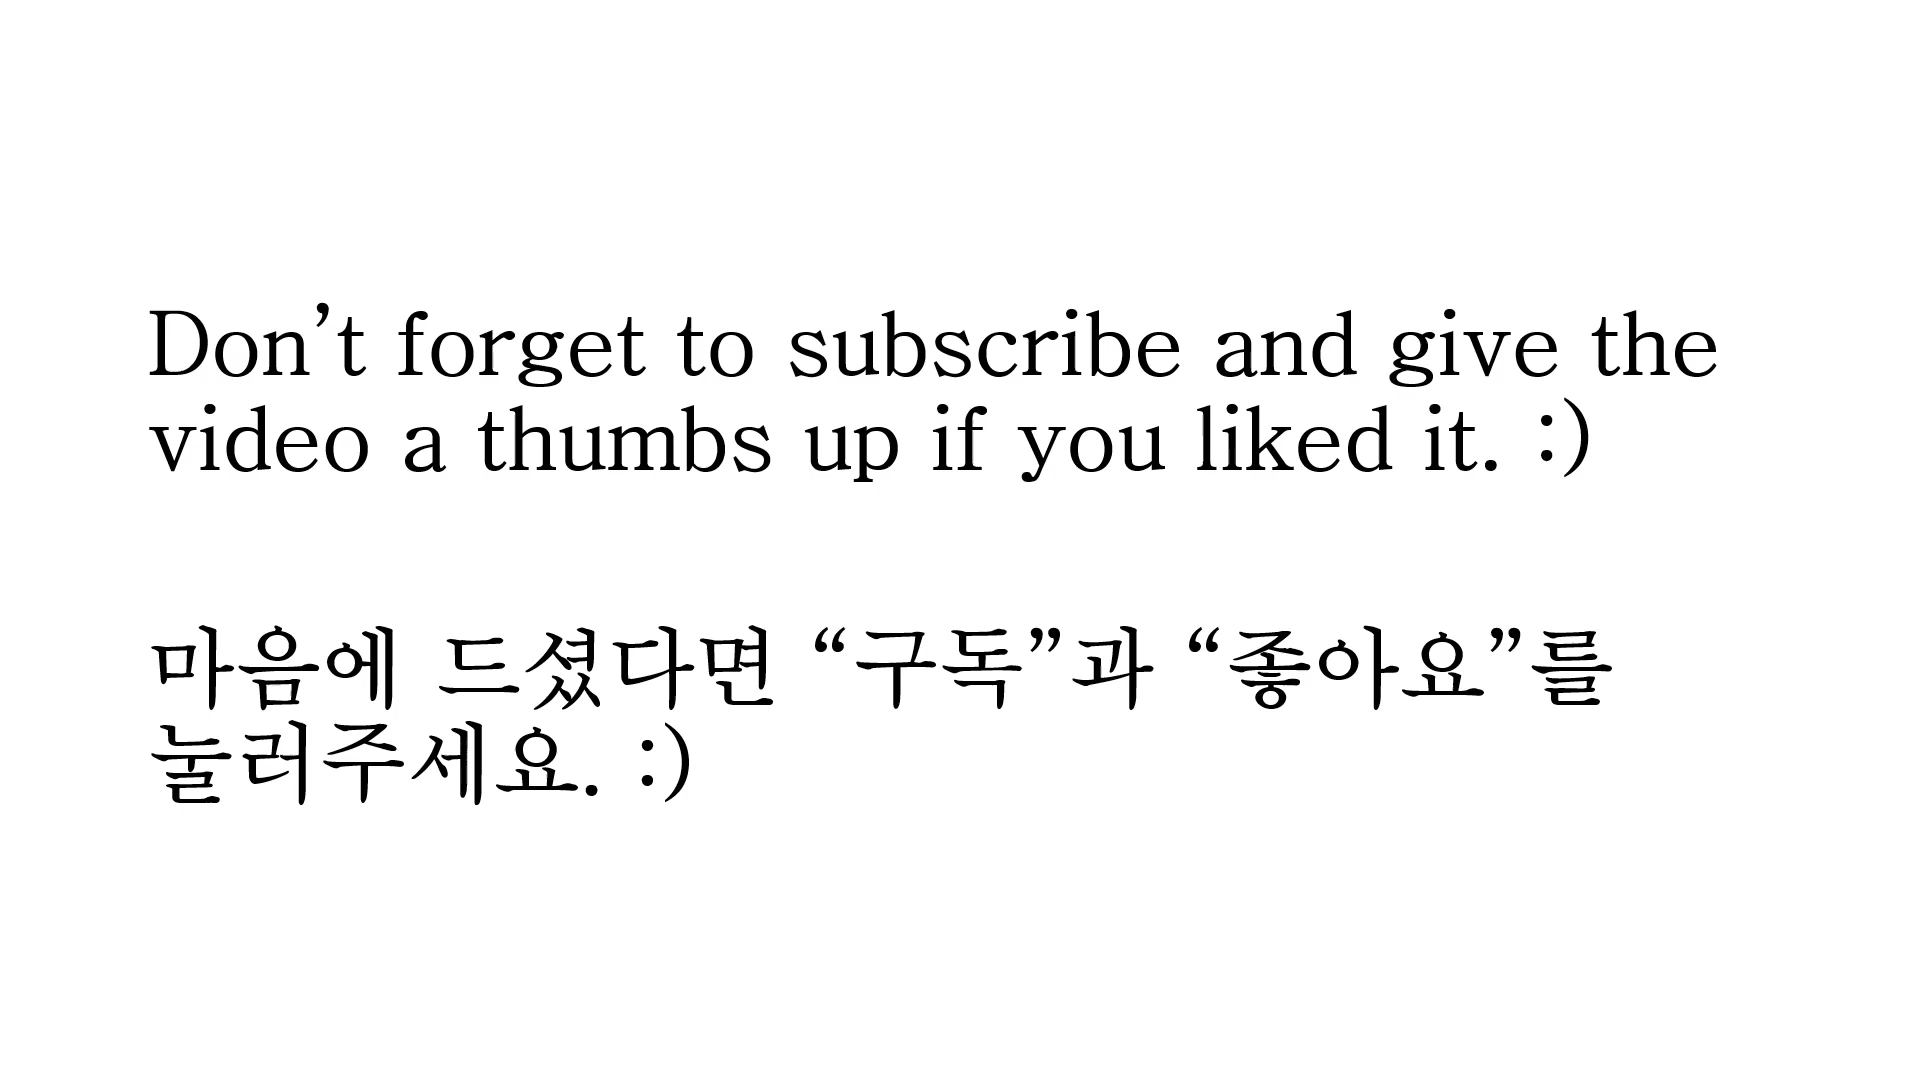 Don’t forget to subscribe and give the
video a thumbs up if you liked it. :)
마음에 드셨다면 “구독”과 “좋아요”를
눌러주세요. :)